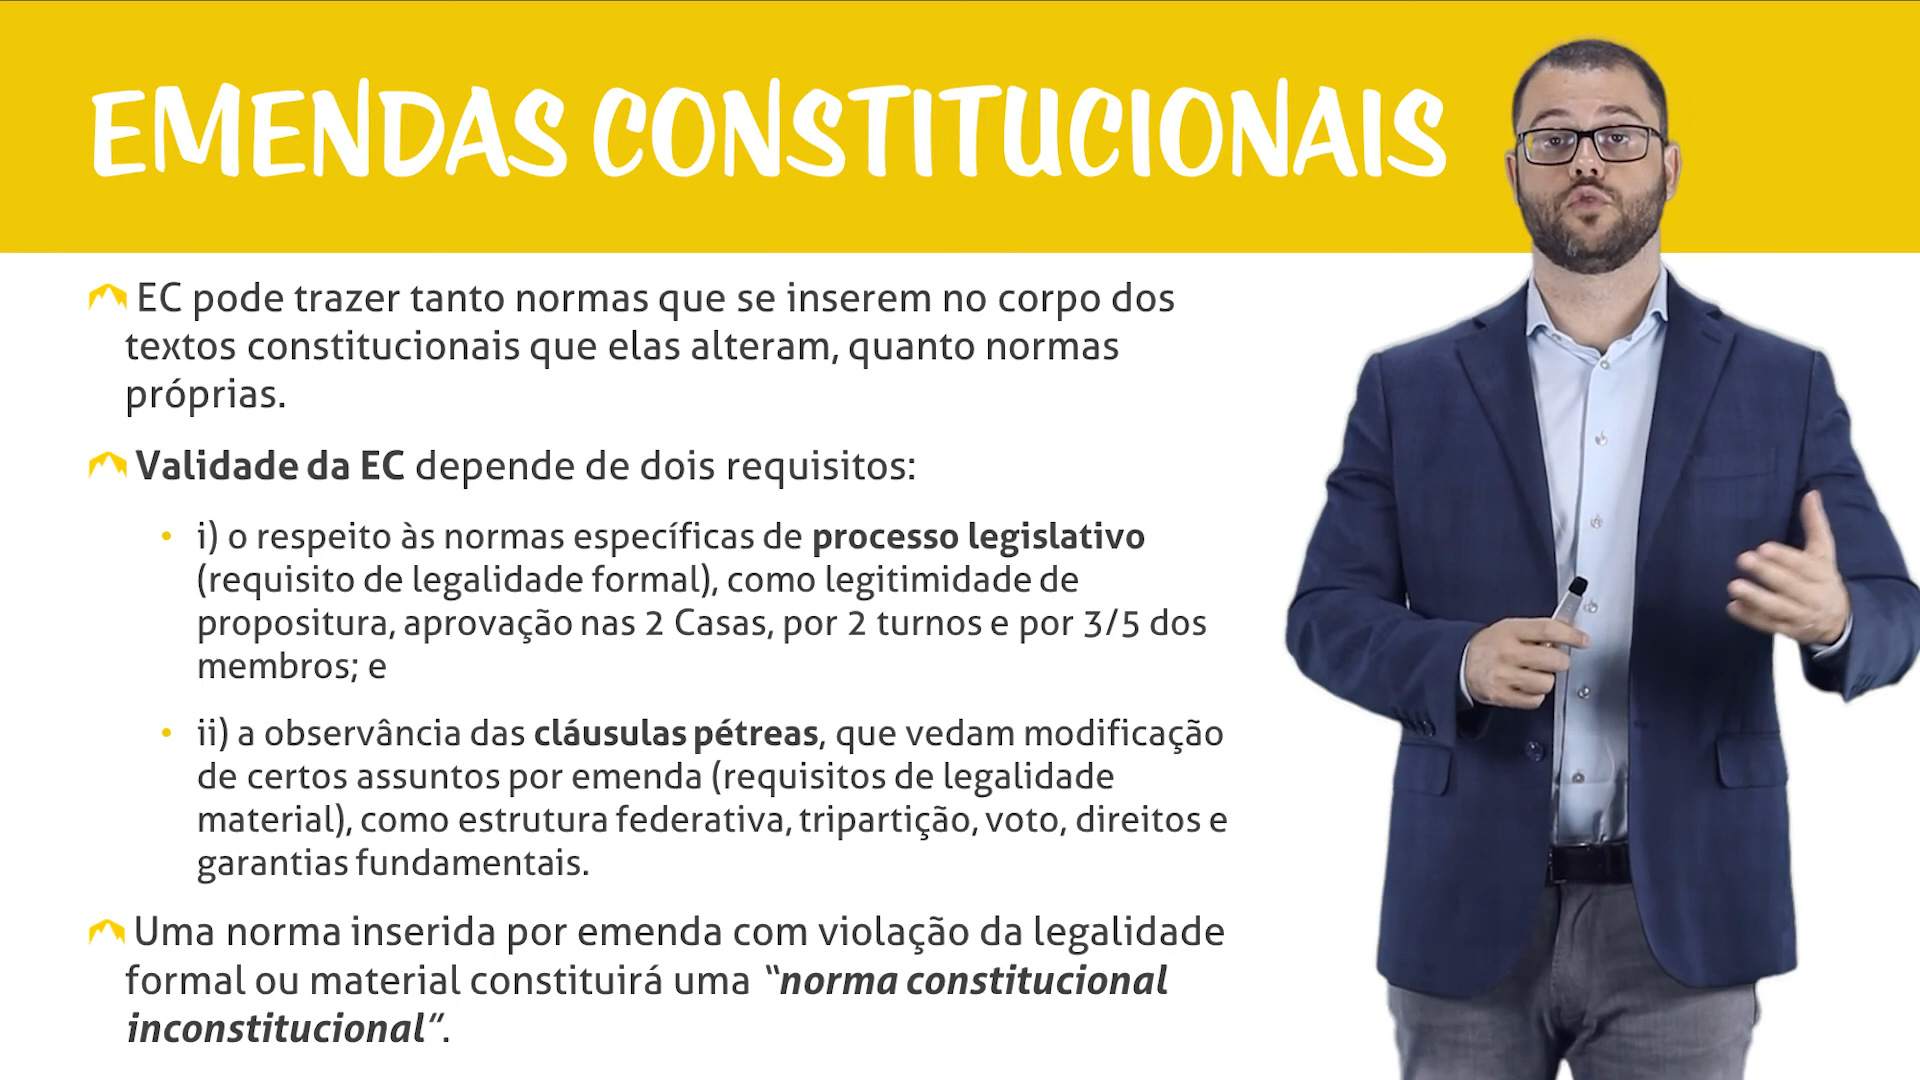 EMENDAS CONSTITUCIONAIS
EC pode trazer tanto normas que se inserem no corpo dos
textos constitucionais que elas alteram, quanto normas
próprias.
Validade da EC depende de dois requisitos:
• i) o respeito às normas específicas de processo legislativo
(requisito de legalidade formal), como legitimidade de
propositura, aprovação nas 2 Casas, por 2 turnos e por 3/5 dos
membros; e
• ii) a observância das cláusulas pétreas, que vedam modificação
de certos assuntos por emenda (requisitos de legalidade
material), como estrutura federativa, tripartição, voto, direitos e
garantias fundamentais.
Uma norma inserida por emenda com violação da legalidade
formal ou material constituirá uma “norma constitucional
inconstitucional”.